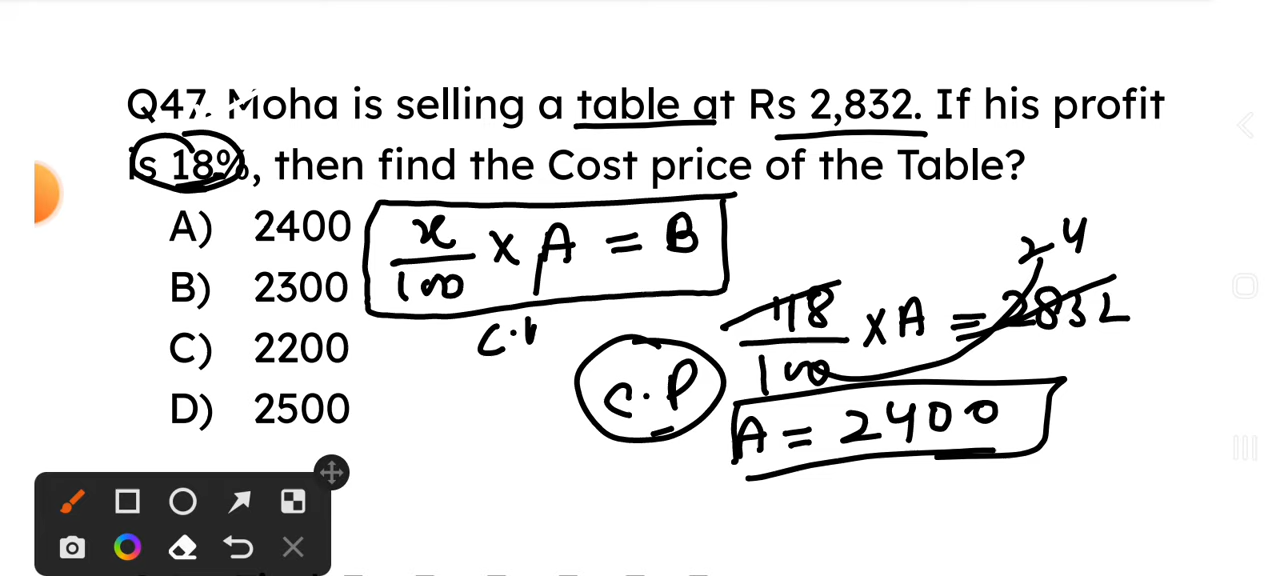 Q47. Moha is selling a table at Rs 2,832. If his profit
is 18%, then find the Cost price of the Table?
A) 2400
B) 2300
C) 2200
D) 2500
x/100 × A = B
C.P
24
118/100 × A = 2832
C.P
A = 2400